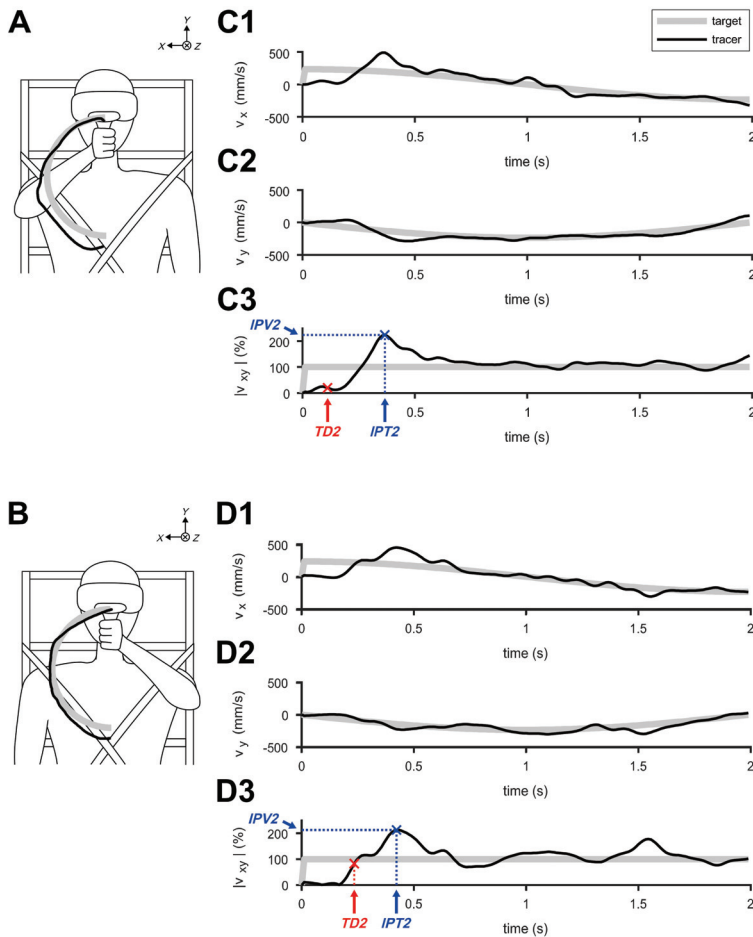 A
Y
X Z
C1
target
tracer
500
0
-500
v x (mm/s)
0 0.5 1 1.5 2
time (s)
C2
500
0
-500
v y (mm/s)
0 0.5 1 1.5 2
time (s)
C3
IPV2
200
100
0
|v xy | (%)
0 0.5 1 1.5 2
TD2 IPT2
time (s)
B
Y
X Z
D1
500
0
-500
v x (mm/s)
0 0.5 1 1.5 2
time (s)
D2
500
0
-500
v y (mm/s)
0 0.5 1 1.5 2
time (s)
D3
IPV2
200
100
0
|v xy | (%)
0 0.5 1 1.5 2
TD2 IPT2
time (s)